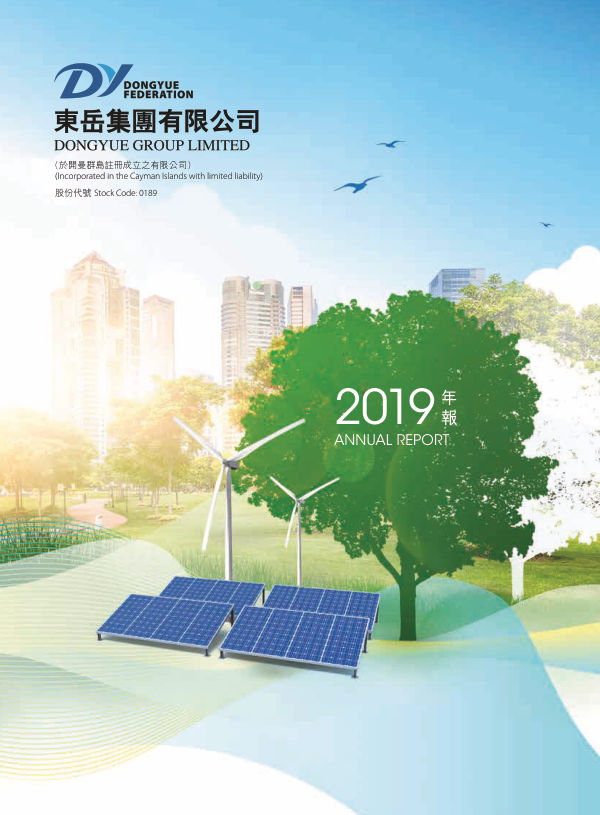 DY DONGYUE
FEDERATION
東岳集團有限公司
DONGYUE GROUP LIMITED
(於開曼群島註冊成立之有限公司)
(Incorporated in the Cayman Islands with limited liability)
股份代號 Stock Code: 0189
2019 年報
ANNUAL REPORT